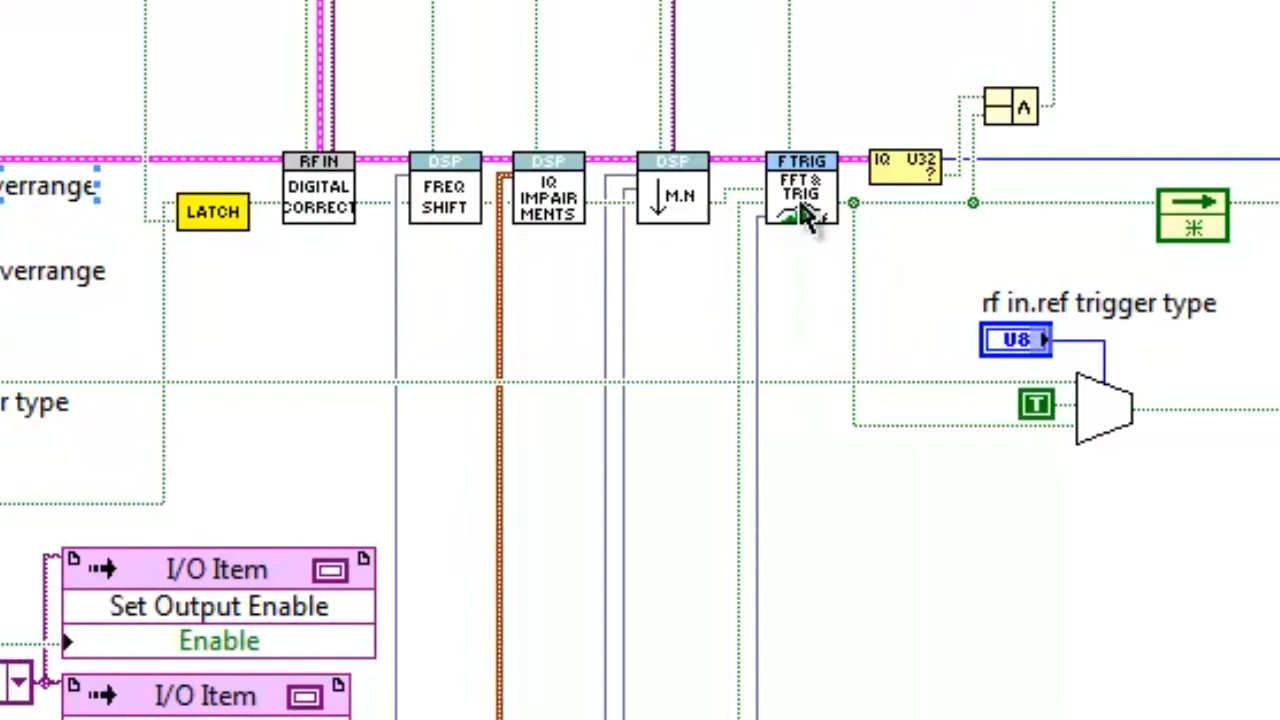 verrange
LATCH
RF IN
DIGITAL
CORRECT
DSP
FREQ
SHIFT
DSP
IQ
IMPAIR
MENTS
DSP
M.N
FTRIG
FFT &
TRIG
IQ U32
?
verrange
rf in.ref trigger type
U8
r type
T
I/O Item
Set Output Enable
Enable
I/O Item